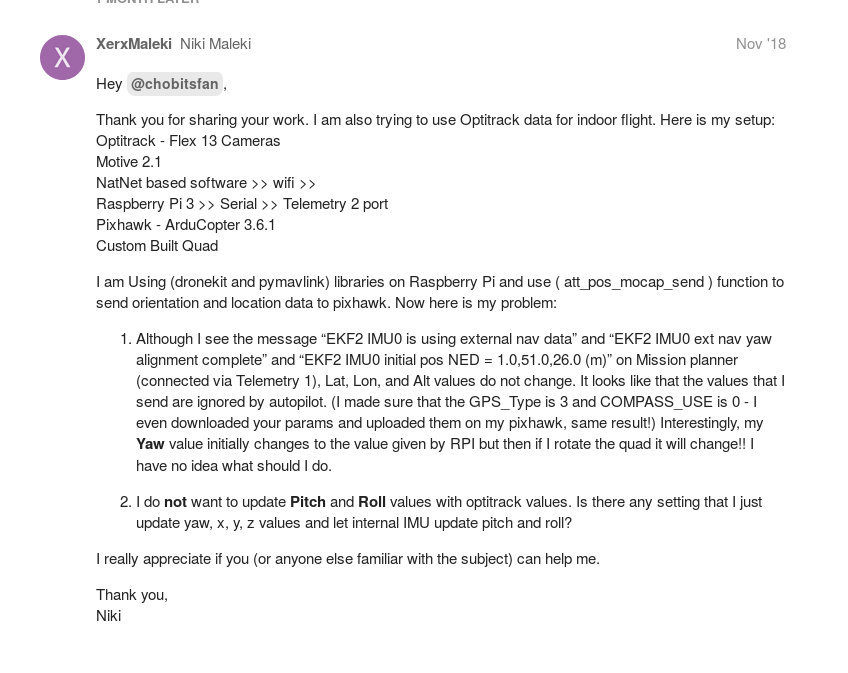 X
XerxMaleki Niki Maleki
Nov '18
Hey @chobitsfan,
Thank you for sharing your work. I am also trying to use Optitrack data for indoor flight. Here is my setup:
Optitrack - Flex 13 Cameras
Motive 2.1
NatNet based software >> wifi >>
Raspberry Pi 3 >> Serial >> Telemetry 2 port
Pixhawk - ArduCopter 3.6.1
Custom Built Quad
I am Using (dronekit and pymavlink) libraries on Raspberry Pi and use ( att_pos_mocap_send ) function to
send orientation and location data to pixhawk. Now here is my problem:
1. Although I see the message “EKF2 IMU0 is using external nav data” and “EKF2 IMU0 ext nav yaw
alignment complete” and “EKF2 IMU0 initial pos NED = 1.0,51.0,26.0 (m)” on Mission planner
(connected via Telemetry 1), Lat, Lon, and Alt values do not change. It looks like that the values that I
send are ignored by autopilot. (I made sure that the GPS_Type is 3 and COMPASS_USE is 0 - I
even downloaded your params and uploaded them on my pixhawk, same result!) Interestingly, my
Yaw value initially changes to the value given by RPI but then if I rotate the quad it will change!! I
have no idea what should I do.
2. I do not want to update Pitch and Roll values with optitrack values. Is there any setting that I just
update yaw, x, y, z values and let internal IMU update pitch and roll?
I really appreciate if you (or anyone else familiar with the subject) can help me.
Thank you,
Niki